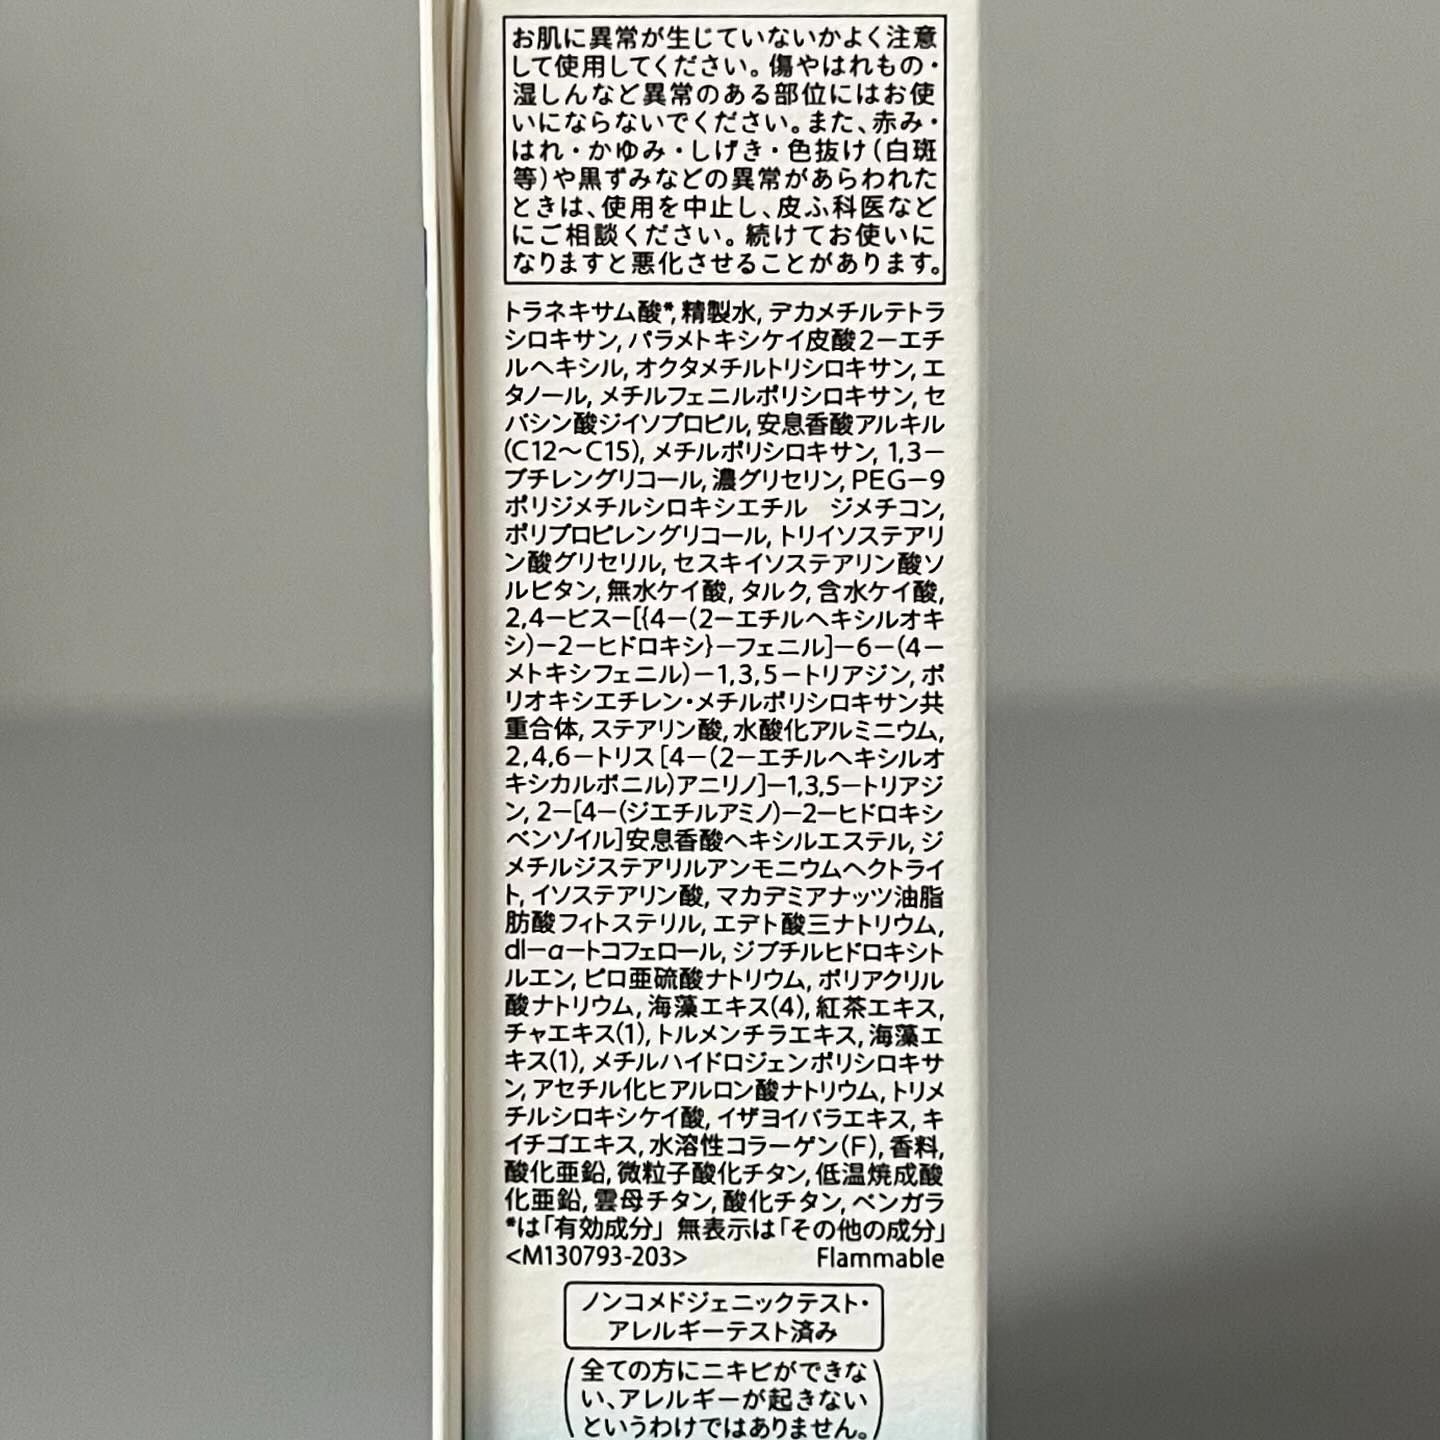 お肌に異常が生じていないかよく注意
して使用してください。傷やはれもの・
湿しんなど異常のある部位にはお使
いにならないでください。また、赤み・
はれ・かゆみ・しげき・色抜け(白斑
等)や黒ずみなどの異常があらわれた
ときは、使用を中止し、皮ふ科医など
にご相談ください。続けてお使いに
なりますと悪化させることがあります。
トラネキサム酸*, 精製水, デカメチルテトラ
シロキサン, パラメトキシケイ皮酸2-エチ
ルヘキシル, オクタメチルトリシロキサン, エ
タノール, メチルフェニルポリシロキサン, セ
バシン酸ジイソプロピル, 安息香酸アルキル
(C12〜C15), メチルポリシロキサン, 1,3-
ブチレングリコール, 濃グリセリン, PEG-9
ポリジメチルシロキシエチル　ジメチコン,
ポリプロピレングリコール, トリイソステアリ
ン酸グリセリル, セスキイソステアリン酸ソ
ルビタン, 無水ケイ酸, タルク, 含水ケイ酸,
2,4-ビス-[{4-(2-エチルヘキシルオキ
シ)-2-ヒドロキシ}-フェニル]-6-(4-
メトキシフェニル)-1,3,5-トリアジン, ポ
リオキシエチレン・メチルポリシロキサン共
重合体, ステアリン酸, 水酸化アルミニウム,
2,4,6-トリス[4-(2-エチルヘキシルオ
キシカルボニル)アニリノ]-1,3,5-トリアジ
ン, 2-[4-(ジエチルアミノ)-2-ヒドロキシ
ベンゾイル]安息香酸ヘキシルエステル, ジ
メチルジステアリルアンモニウムヘクトライ
ト, イソステアリン酸, マカデミアナッツ油脂
肪酸フィトステリル, エデト酸三ナトリウム,
dl-α-トコフェロール, ジブチルヒドロキシト
ルエン, ピロ亜硫酸ナトリウム, ポリアクリル
酸ナトリウム, 海藻エキス(4), 紅茶エキス,
チャエキス(1), トルメンチラエキス, 海藻エ
キス(1), メチルハイドロジェンポリシロキサ
ン, アセチル化ヒアルロン酸ナトリウム, トリメ
チルシロキシケイ酸, イザヨイバラエキス, キ
イチゴエキス, 水溶性コラーゲン(F), 香料,
酸化亜鉛, 微粒子酸化チタン, 低温焼成酸
化亜鉛, 雲母チタン, 酸化チタン, ベンガラ
*は「有効成分」 無表示は「その他の成分」
<M130793-203> Flammable
ノンコメドジェニックテスト・
アレルギーテスト済み
(全ての方にニキビができな
い、アレルギーが起きない
というわけではありません。)